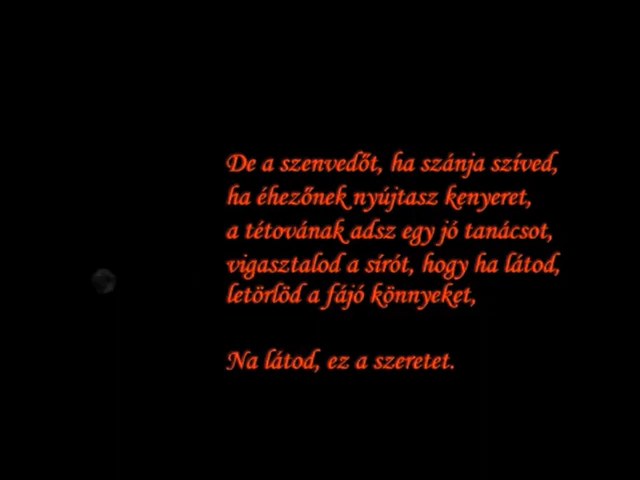 De a szenvedőt, ha szánja szíved,
ha éhezőnek nyújtasz kenyeret,
a tétovának adsz egy jó tanácsot,
vigasztalod a sírót, hogy ha látod,
letörlöd a fájó könnyeket,
Na látod, ez a szeretet.